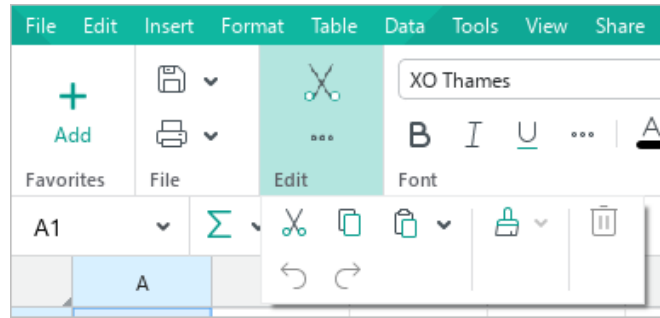 File Edit Insert Format Table Data Tools View Share
XO Thames
Add
B I U A
Favorites File Edit Font
A1 Σ
A